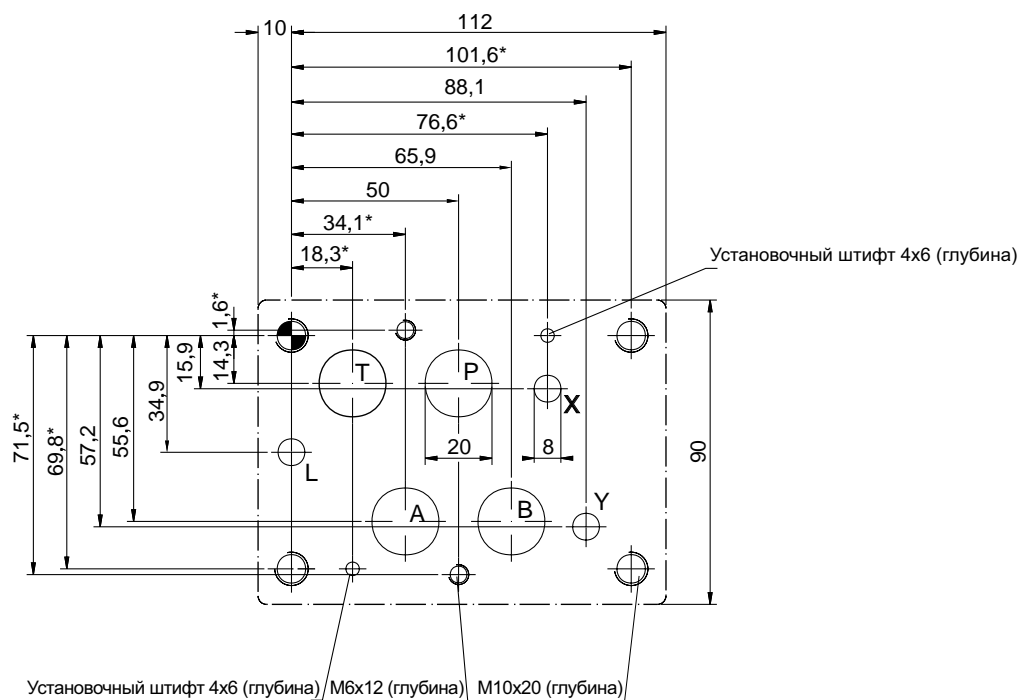 10
112
101,6*
88,1
76,6*
65,9
50
34,1*
18,3*
Установочный штифт 4x6 (глубина)
1,6*
14,3
15,9
34,9
55,6
57,2
69,8*
71,5*
T
P
X
20
8
L
A
B
Y
90
Установочный штифт 4x6 (глубина)
M6x12 (глубина)
M10x20 (глубина)